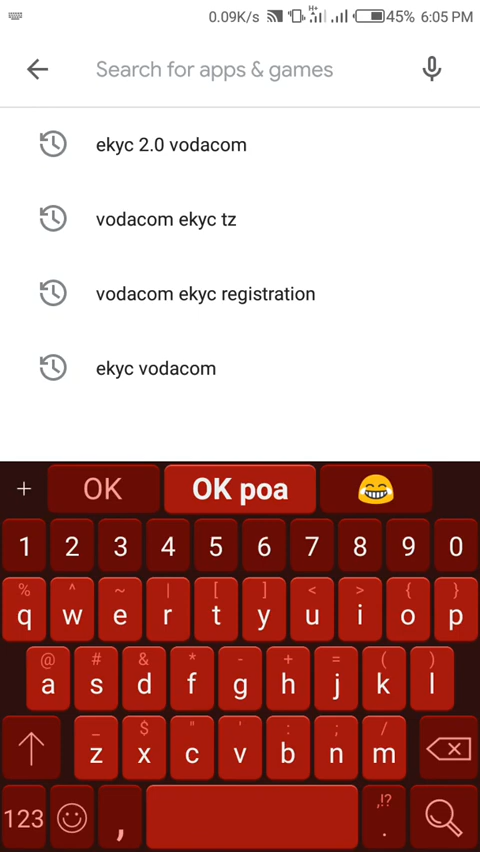 0.09K/s H+ 45% 6:05 PM
Search for apps & games
ekyc 2.0 vodacom
vodacom ekyc tz
vodacom ekyc registration
ekyc vodacom
+ OK OK poa 😂
1 2 3 4 5 6 7 8 9 0
% ^ ~ | [ ] < > { }
q w e r t y u i o p
@ # & * - + = ( )
a s d f g h j k l
_ $ " ' : ; /
z x c v b n m
123 , ,!? .